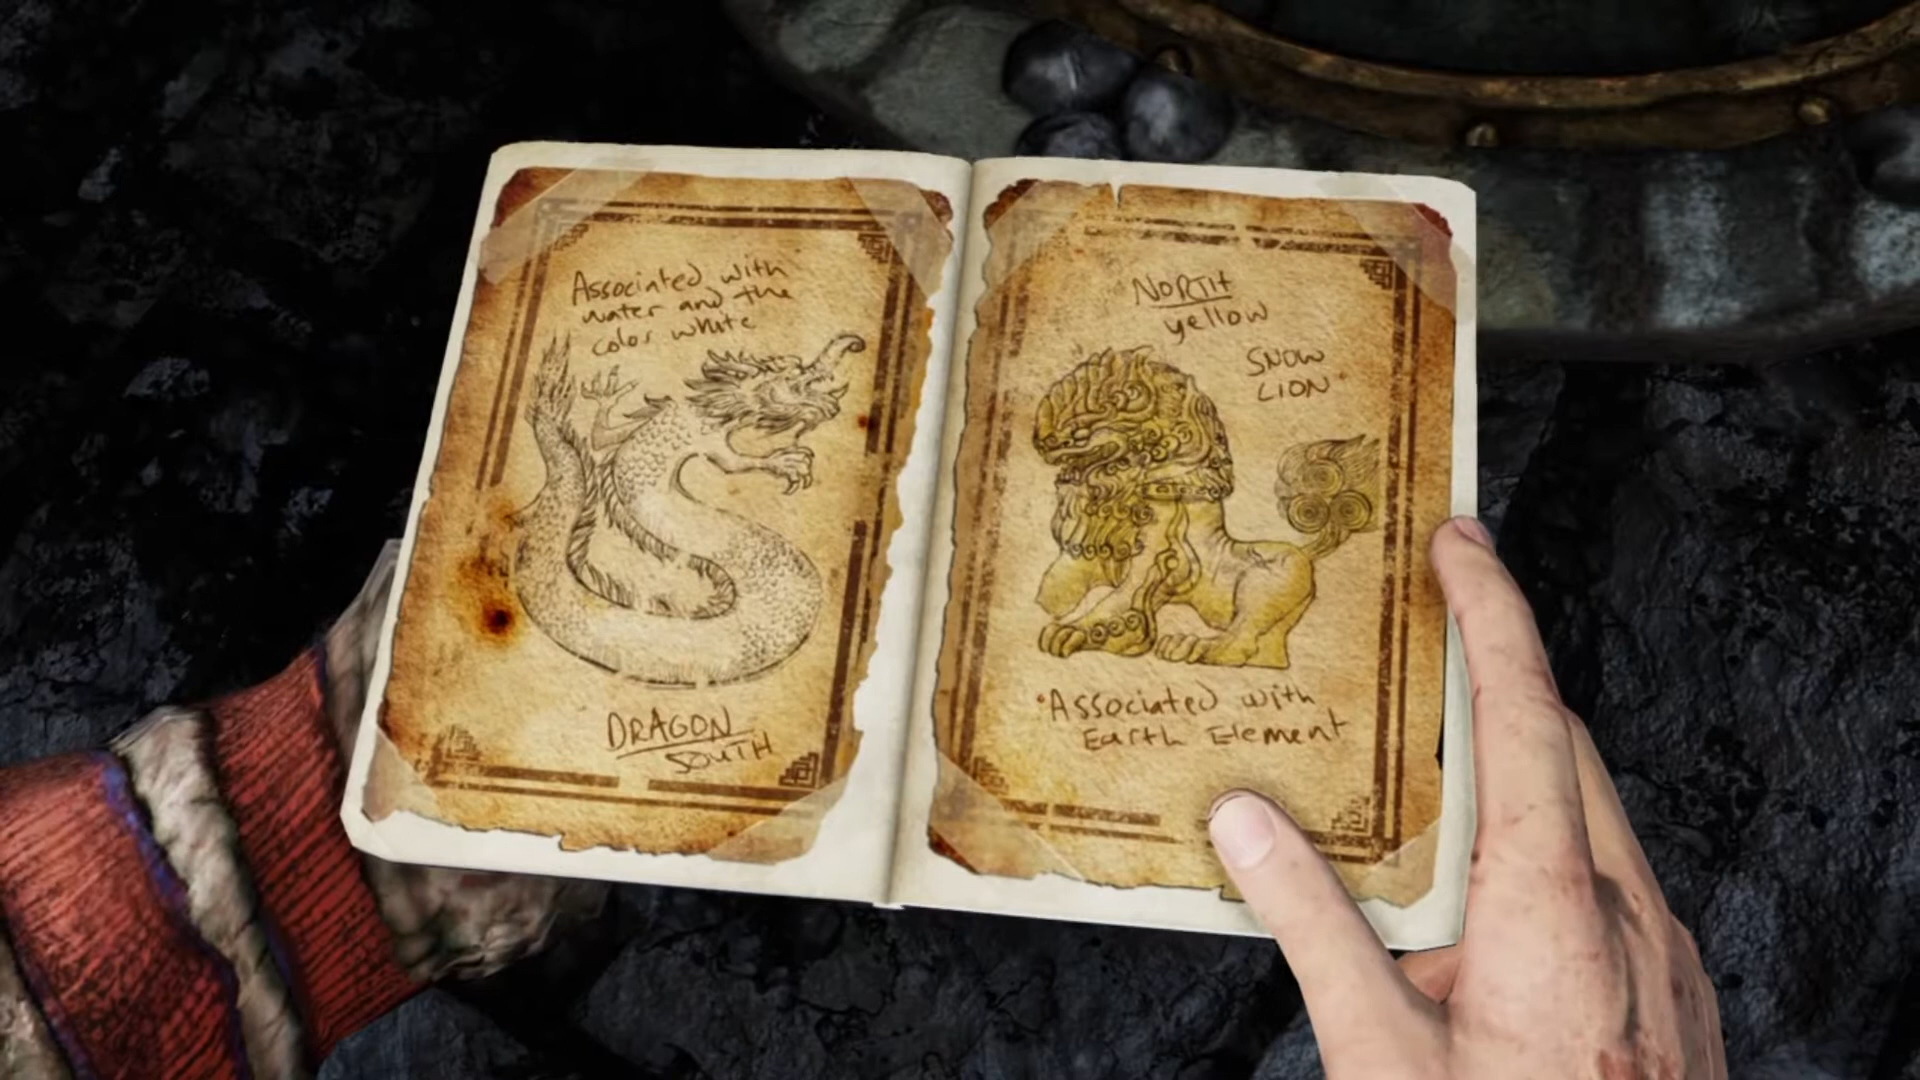 Associated with
water and the
color white
DRAGON
SOUTH
NORTH
yellow
SNOW
LION
Associated with
Earth Element